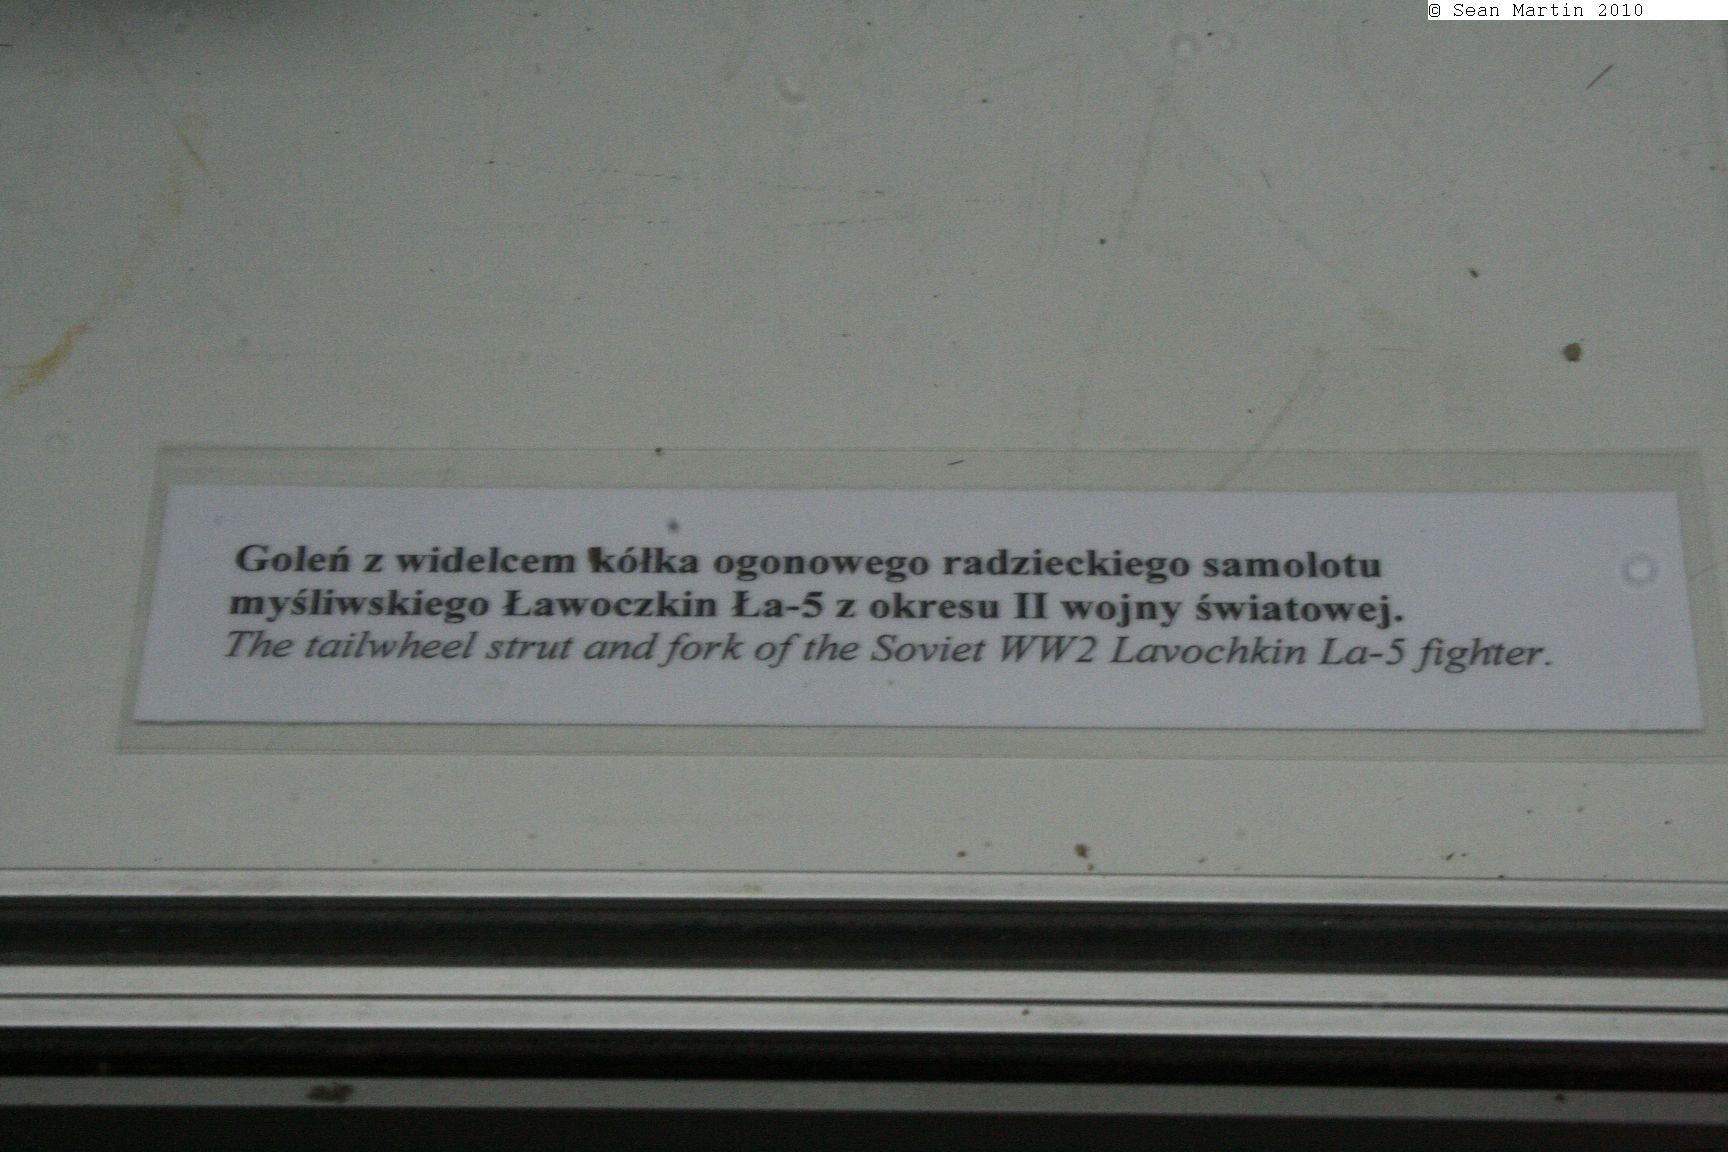 © Sean Martin 2010
Goleń z widelcem kółka ogonowego radzieckiego samolotu
myśliwskiego Ławoczkin Ła-5 z okresu II wojny światowej.
The tailwheel strut and fork of the Soviet WW2 Lavochkin La-5 fighter.